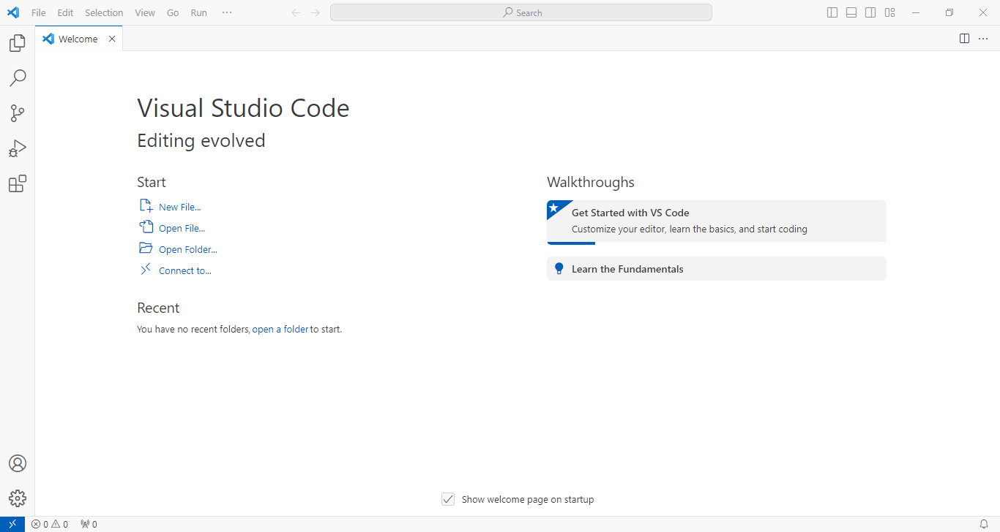 File Edit Selection View Go Run ···
Search
Welcome
Visual Studio Code
Editing evolved
Start
New File...
Open File...
Open Folder...
Connect to...
Recent
You have no recent folders, open a folder to start.
Walkthroughs
Get Started with VS Code
Customize your editor, learn the basics, and start coding
Learn the Fundamentals
Show welcome page on startup
0 0 0